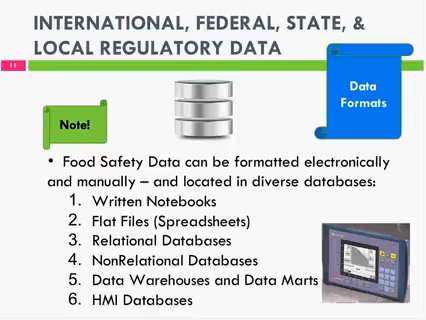 INTERNATIONAL, FEDERAL, STATE, &
LOCAL REGULATORY DATA
11
Data
Formats
Note!
• Food Safety Data can be formatted electronically
and manually – and located in diverse databases:
1. Written Notebooks
2. Flat Files (Spreadsheets)
3. Relational Databases
4. NonRelational Databases
5. Data Warehouses and Data Marts
6. HMI Databases